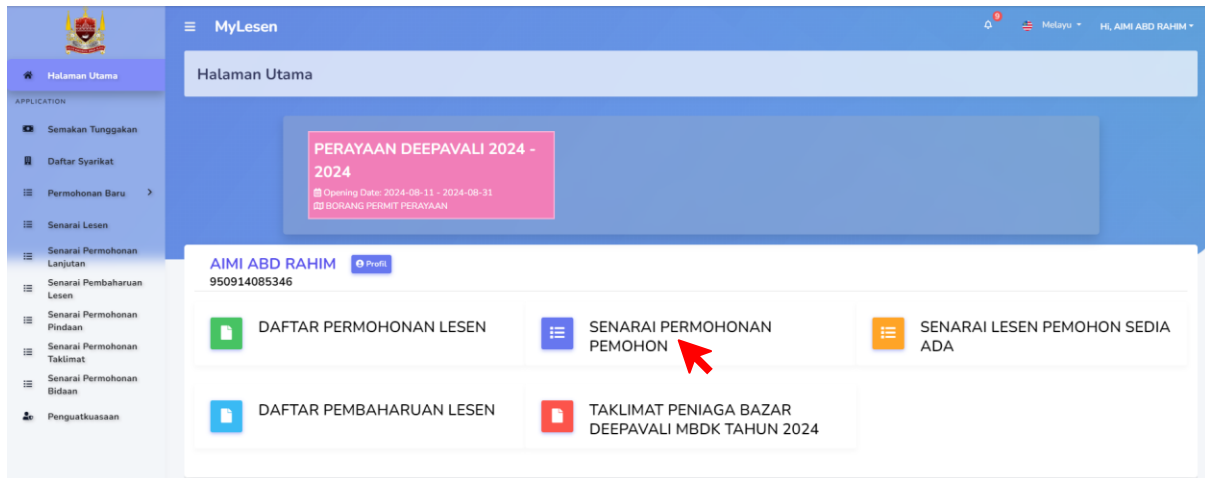 MyLesen
9
Melayu
Hi, AIMI ABD RAHIM
Halaman Utama
APPLICATION
Semakan Tunggakan
Daftar Syarikat
Permohonan Baru
Senarai Lesen
Senarai Permohonan
Lanjutan
Senarai Pembaharuan
Lesen
Senarai Permohonan
Pindaan
Senarai Permohonan
Taklimat
Senarai Permohonan
Bidaan
Penguatkuasaan
Halaman Utama
PERAYAAN DEEPAVALI 2024 -
2024
Opening Date: 2024-08-11 - 2024-08-31
BORANG PERMIT PERAYAAN
AIMI ABD RAHIM Profil
950914085346
DAFTAR PERMOHONAN LESEN
SENARAI PERMOHONAN
PEMOHON
SENARAI LESEN PEMOHON SEDIA
ADA
DAFTAR PEMBAHARUAN LESEN
TAKLIMAT PENIAGA BAZAR
DEEPAVALI MBDK TAHUN 2024